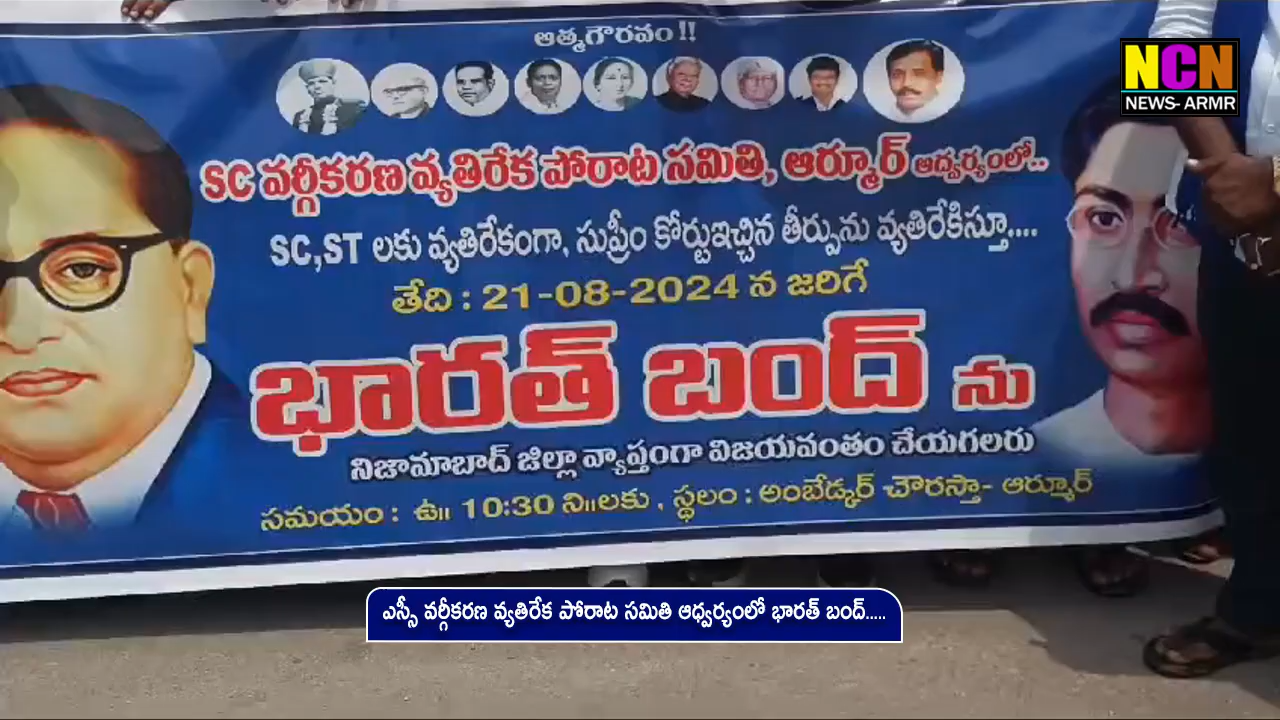 ఆత్మగౌరవం !!
NCN
NEWS- ARMR
SC వర్గీకరణ వ్యతిరేక పోరాట సమితి, ఆర్మూర్ ఆధ్వర్యంలో..
SC,ST లకు వ్యతిరేకంగా, సుప్రీం కోర్టుఇచ్చిన తీర్పును వ్యతిరేకిస్తూ....
తేది : 21-08-2024 న జరిగే
భారత్ బంద్ ను
నిజామాబాద్ జిల్లా వ్యాప్తంగా విజయవంతం చేయగలరు
సమయం : ఉ॥ 10:30 ని॥లకు , స్థలం : అంబేడ్కర్ చౌరస్తా- ఆర్మూర్
ఎస్సీ వర్గీకరణ వ్యతిరేక పోరాట సమితి ఆధ్వర్యంలో భారత్ బంద్.....